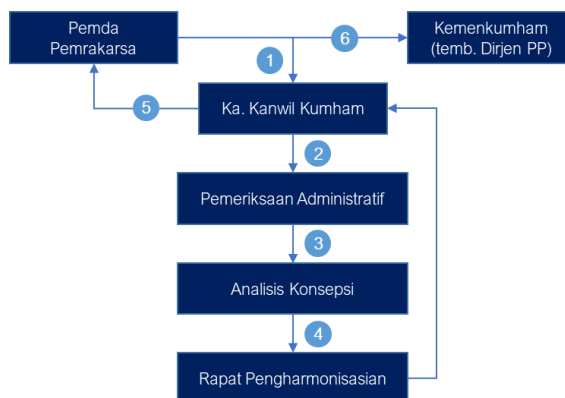 Pemda
Pemrakarsa
6
Kemenkumham
(temb. Dirjen PP)
1
5
Ka. Kanwil Kumham
2
Pemeriksaan Administratif
3
Analisis Konsepsi
4
Rapat Pengharmonisasian